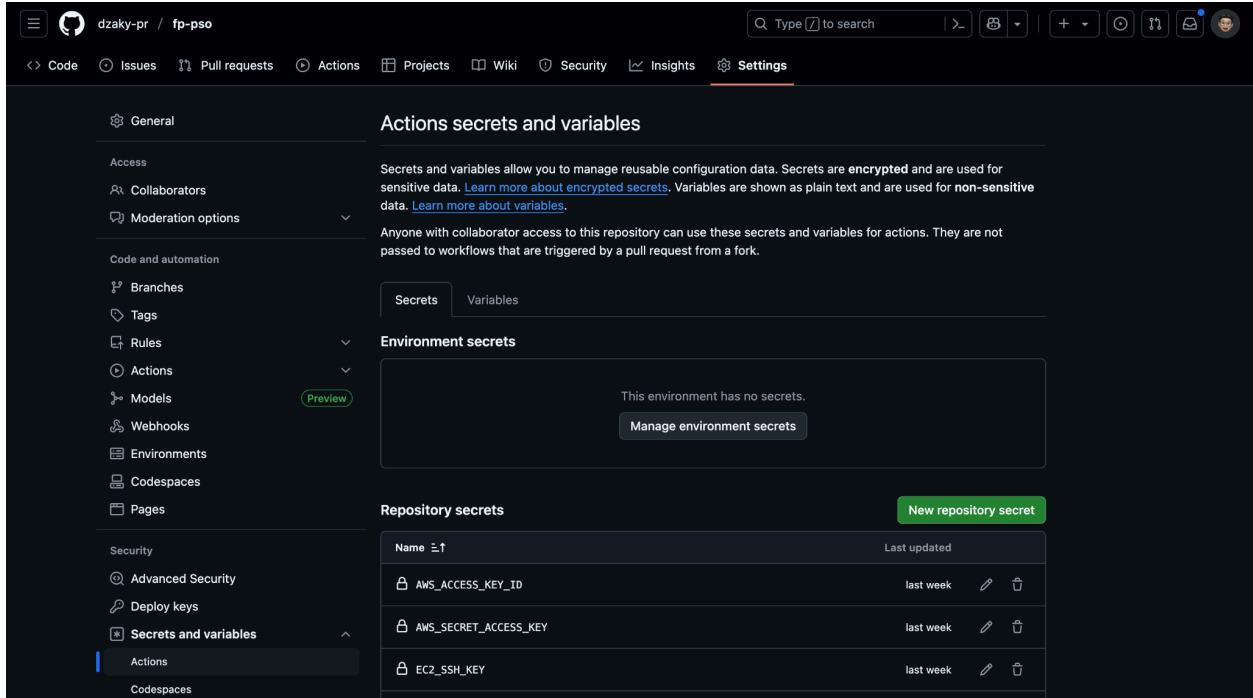 dzaky-pr / fp-pso
Type / to search
Code
Issues
Pull requests
Actions
Projects
Wiki
Security
Insights
Settings
General
Access
Collaborators
Moderation options
Code and automation
Branches
Tags
Rules
Actions
Models
Preview
Webhooks
Environments
Codespaces
Pages
Security
Advanced Security
Deploy keys
Secrets and variables
Actions
Codespaces
Actions secrets and variables
Secrets and variables allow you to manage reusable configuration data. Secrets are encrypted and are used for
sensitive data. Learn more about encrypted secrets. Variables are shown as plain text and are used for non-sensitive
data. Learn more about variables.
Anyone with collaborator access to this repository can use these secrets and variables for actions. They are not
passed to workflows that are triggered by a pull request from a fork.
Secrets
Variables
Environment secrets
This environment has no secrets.
Manage environment secrets
Repository secrets
New repository secret
Name
Last updated
AWS_ACCESS_KEY_ID
last week
AWS_SECRET_ACCESS_KEY
last week
EC2_SSH_KEY
last week